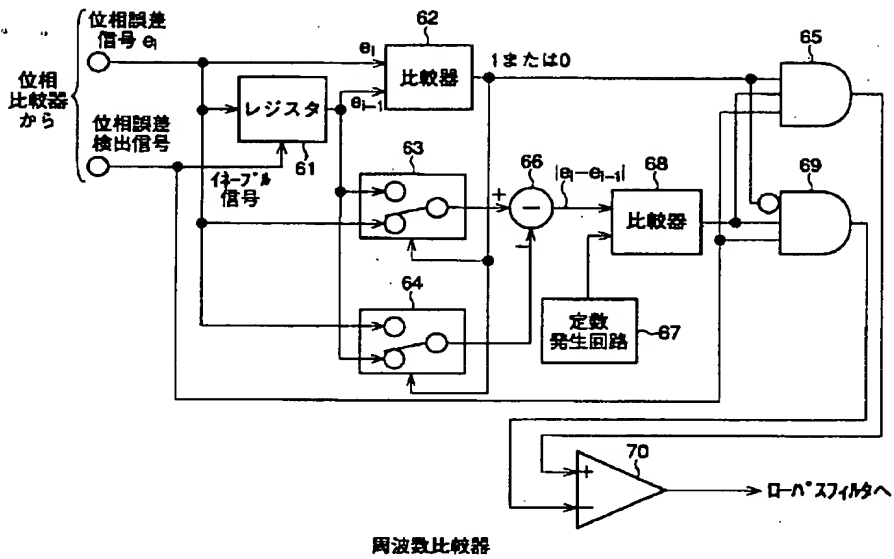 位相誤差
信号 ei
位相
比較器
から
位相誤差
検出信号
イネーブル
信号
レジスタ
61
ei
ei-1
62
比較器
1または0
63
64
+
66
−
−
|ei−ei-1|
68
比較器
定数
発生回路
67
65
69
70
+
−
ローパスフィルタへ
周波数比較器